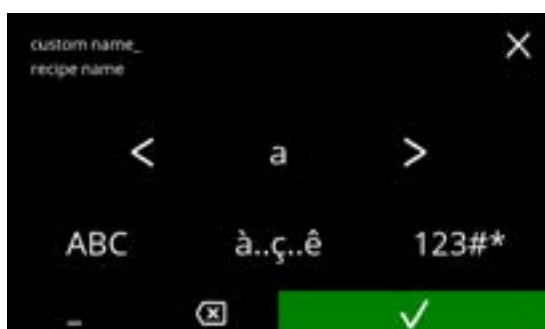 custom name_
recipe name
< a >
ABC à..ç..ê 123#*
_